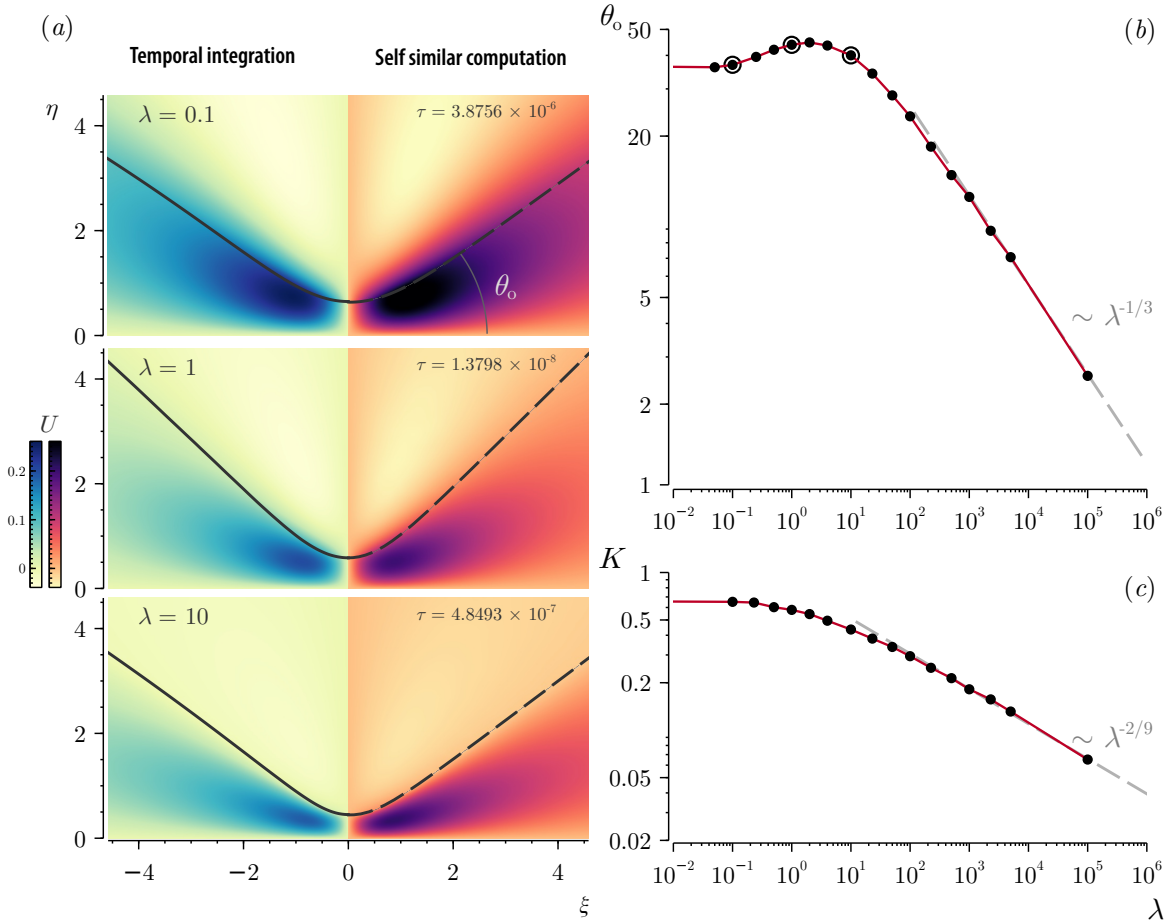 (a)
Temporal integration
Self similar computation
η
λ = 0.1
τ = 3.8756 × 10⁻⁶
4
2
0
θₒ
λ = 1
τ = 1.3798 × 10⁻⁸
4
2
0
U
0.2
0.1
0
λ = 10
τ = 4.8493 × 10⁻⁷
4
2
0
−4 −2 0 2 4
ξ
θₒ
(b)
50
20
5
2
1
~ λ⁻¹/³
10⁻² 10⁻¹ 10⁰ 10¹ 10² 10³ 10⁴ 10⁵ 10⁶
K
(c)
1
0.5
0.2
0.05
0.02
~ λ⁻²/⁹
10⁻² 10⁻¹ 10⁰ 10¹ 10² 10³ 10⁴ 10⁵ 10⁶
λ